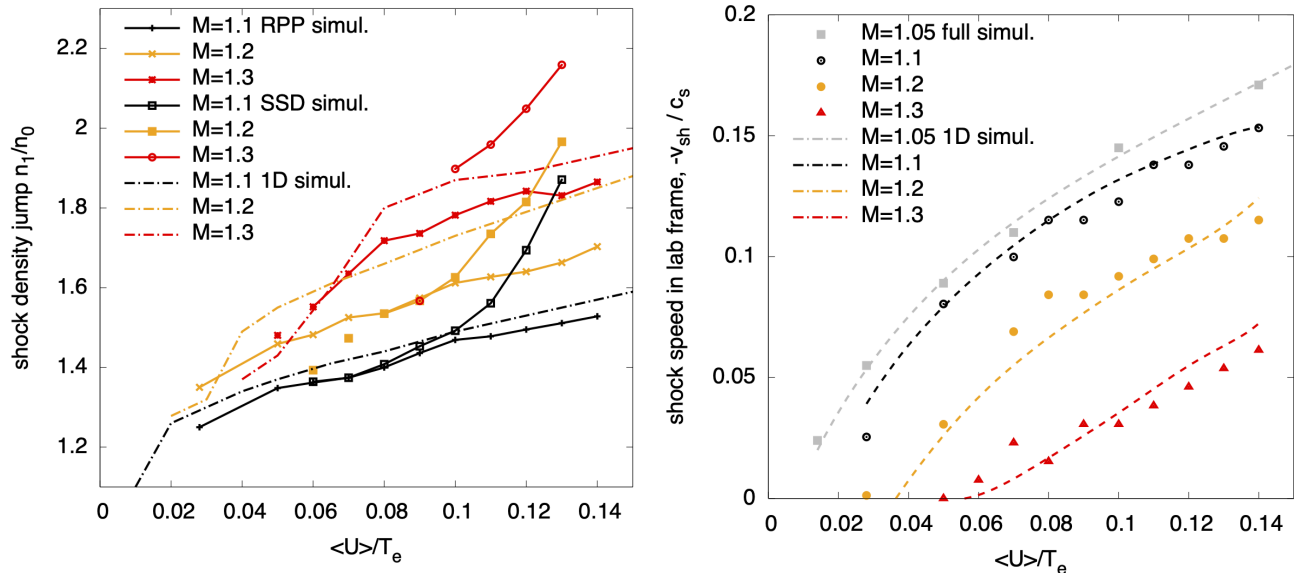 shock density jump n₁/n₀
2.2
2
1.8
1.6
1.4
1.2
M=1.1 RPP simul.
M=1.2
M=1.3
M=1.1 SSD simul.
M=1.2
M=1.3
M=1.1 1D simul.
M=1.2
M=1.3
0 0.02 0.04 0.06 0.08 0.1 0.12 0.14
<U>/Tₑ
shock speed in lab frame, -v_sh / c_s
0.2
0.15
0.1
0.05
0
M=1.05 full simul.
M=1.1
M=1.2
M=1.3
M=1.05 1D simul.
M=1.1
M=1.2
M=1.3
0 0.02 0.04 0.06 0.08 0.1 0.12 0.14
<U>/Tₑ